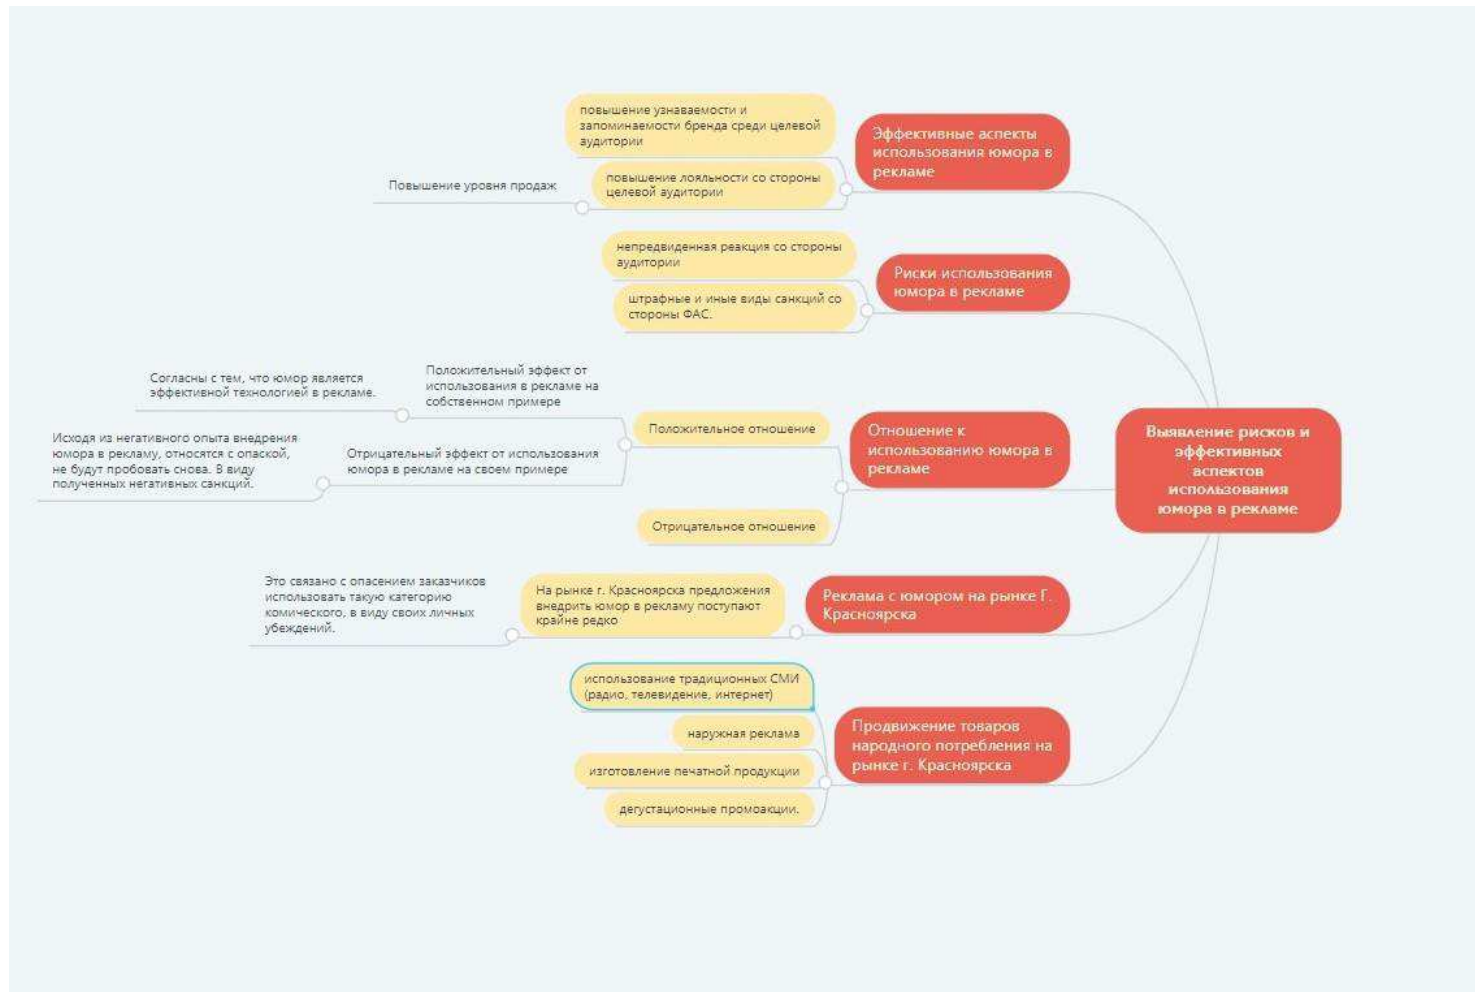 повышение узнаваемости и
запоминаемости бренда среди целевой
аудитории
Эффективные аспекты
использования юмора в
рекламе
повышение лояльности со стороны
целевой аудитории
Повышение уровня продаж
непредвиденная реакция со стороны
аудитории
Риски использования
юмора в рекламе
штрафные и иные виды санкций со
стороны ФАС.
Согласны с тем, что юмор является
эффективной технологией в рекламе.
Положительный эффект от
использования в рекламе на
собственном примере
Исходя из негативного опыта внедрения
юмора в рекламу, относятся с опаской,
не будут пробовать снова. В виду
полученных негативных санкций.
Отрицательный эффект от использования
юмора в рекламе на своем примере
Положительное отношение
Отношение к
использованию юмора в
рекламе
Отрицательное отношение
Выявление рисков и
эффективных
аспектов
использования
юмора в рекламе
Это связано с опасением заказчиков
использовать такую категорию
комического, в виду своих личных
убеждений.
На рынке г. Красноярска предложения
внедрить юмор в рекламу поступают
крайне редко
Реклама с юмором на рынке Г.
Красноярска
использование традиционных СМИ
(радио, телевидение, интернет)
наружная реклама
изготовление печатной продукции
дегустационные промоакции.
Продвижение товаров
народного потребления на
рынке г. Красноярска